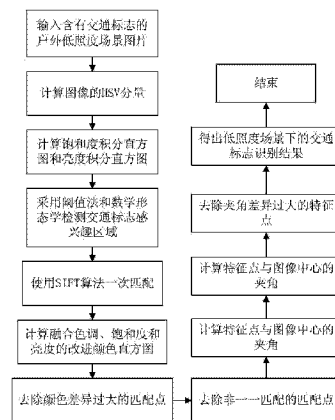 输入含有交通标志的
户外低照度场景图片
计算图像的HSV分量
计算饱和度积分直方
图和亮度积分直方图
采用阈值法和数学形
态学检测交通标志感
兴趣区域
使用SIFT算法一次匹配
计算融合色调、饱和度和
亮度的改进颜色直方图
去除颜色差异过大的匹配点
去除非一一匹配的匹配点
计算特征点与图像中心的
夹角
计算特征点与图像中心的
夹角
去除夹角差异过大的特征
点
得出低照度场景下的交通
标志识别结果
结束